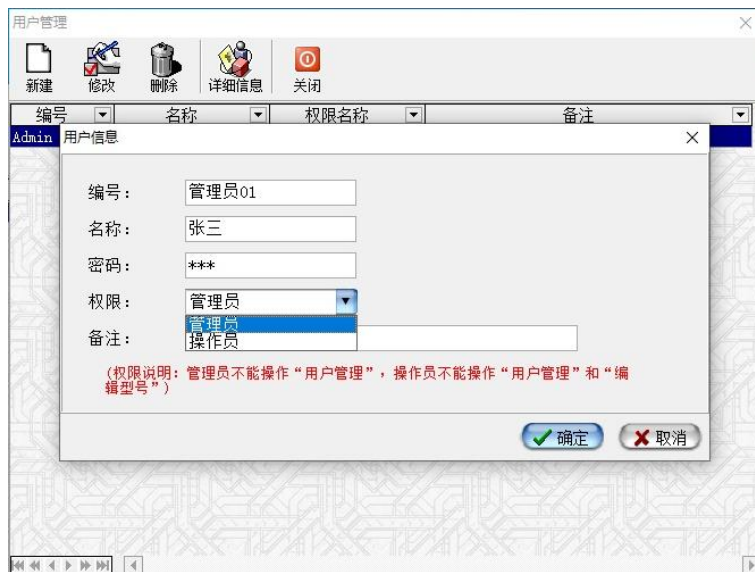 用户管理
新建 修改 删除 详细信息 关闭
编号 名称 权限名称 备注
Admin
用户信息
编号: 管理员01
名称: 张三
密码: ***
权限: 管理员
管理员
操作员
备注:
(权限说明: 管理员不能操作“用户管理”, 操作员不能操作“用户管理”和“编
辑型号”)
确定 取消